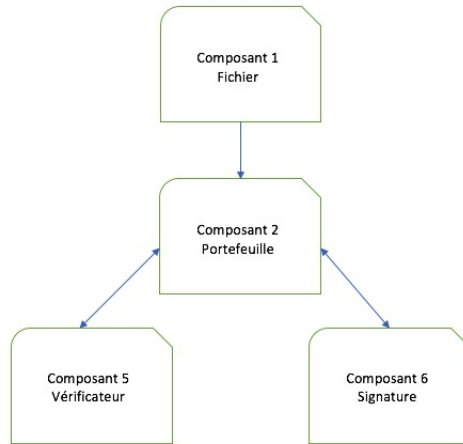 Composant 1
Fichier
Composant 2
Portefeuille
Composant 5
Vérificateur
Composant 6
Signature